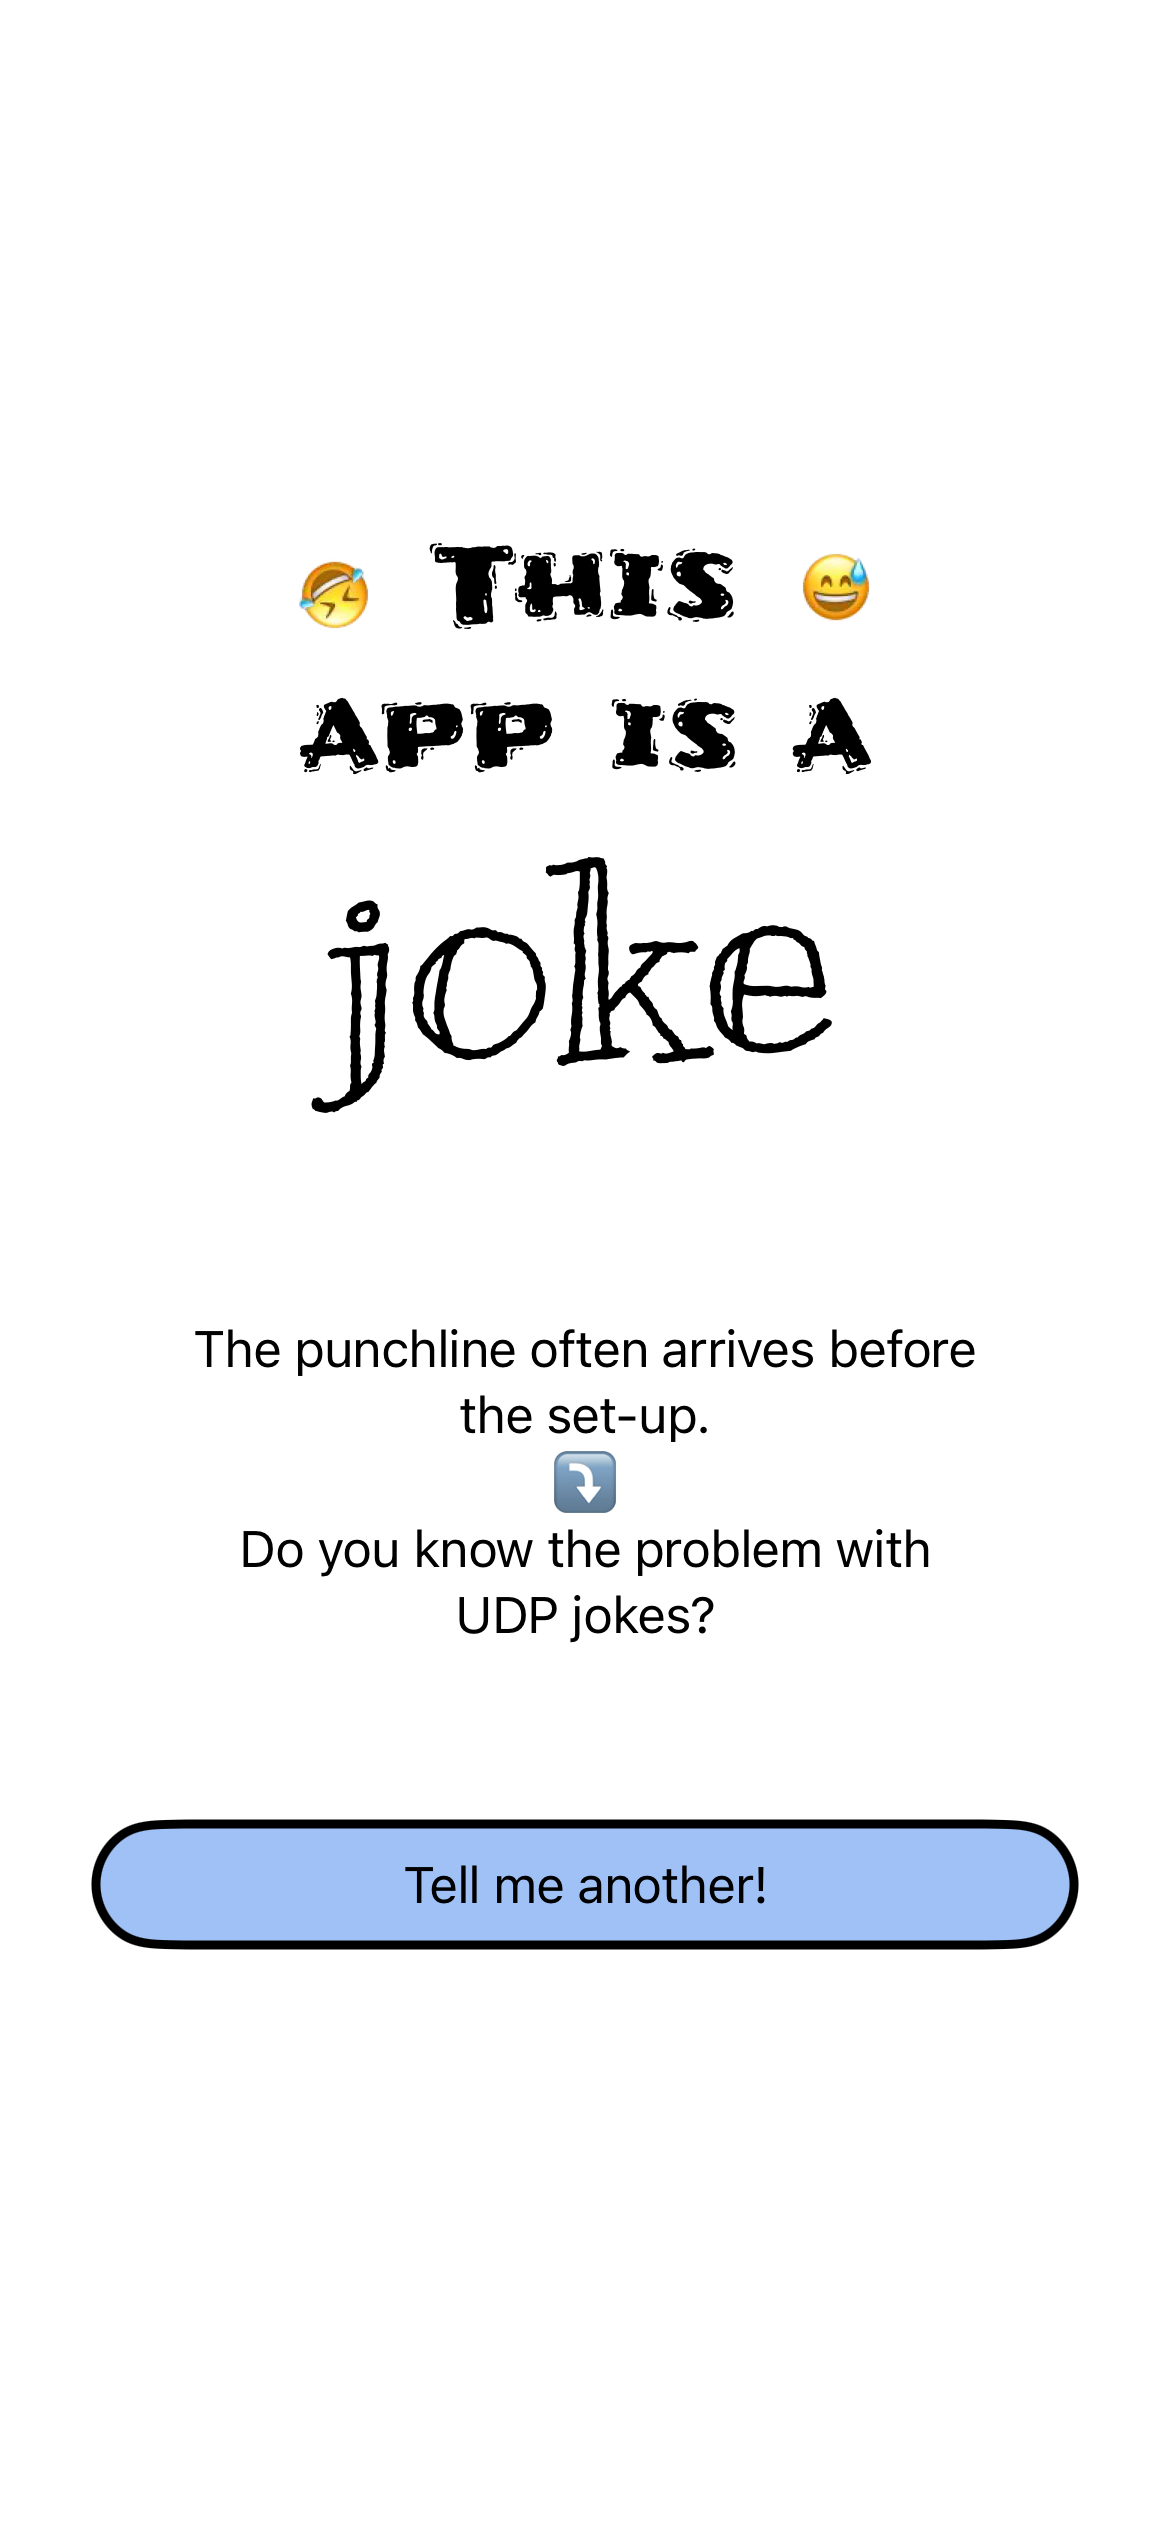 🤣 This 😅
app is a
joke
The punchline often arrives before
the set-up.
⤵️
Do you know the problem with
UDP jokes?
Tell me another!